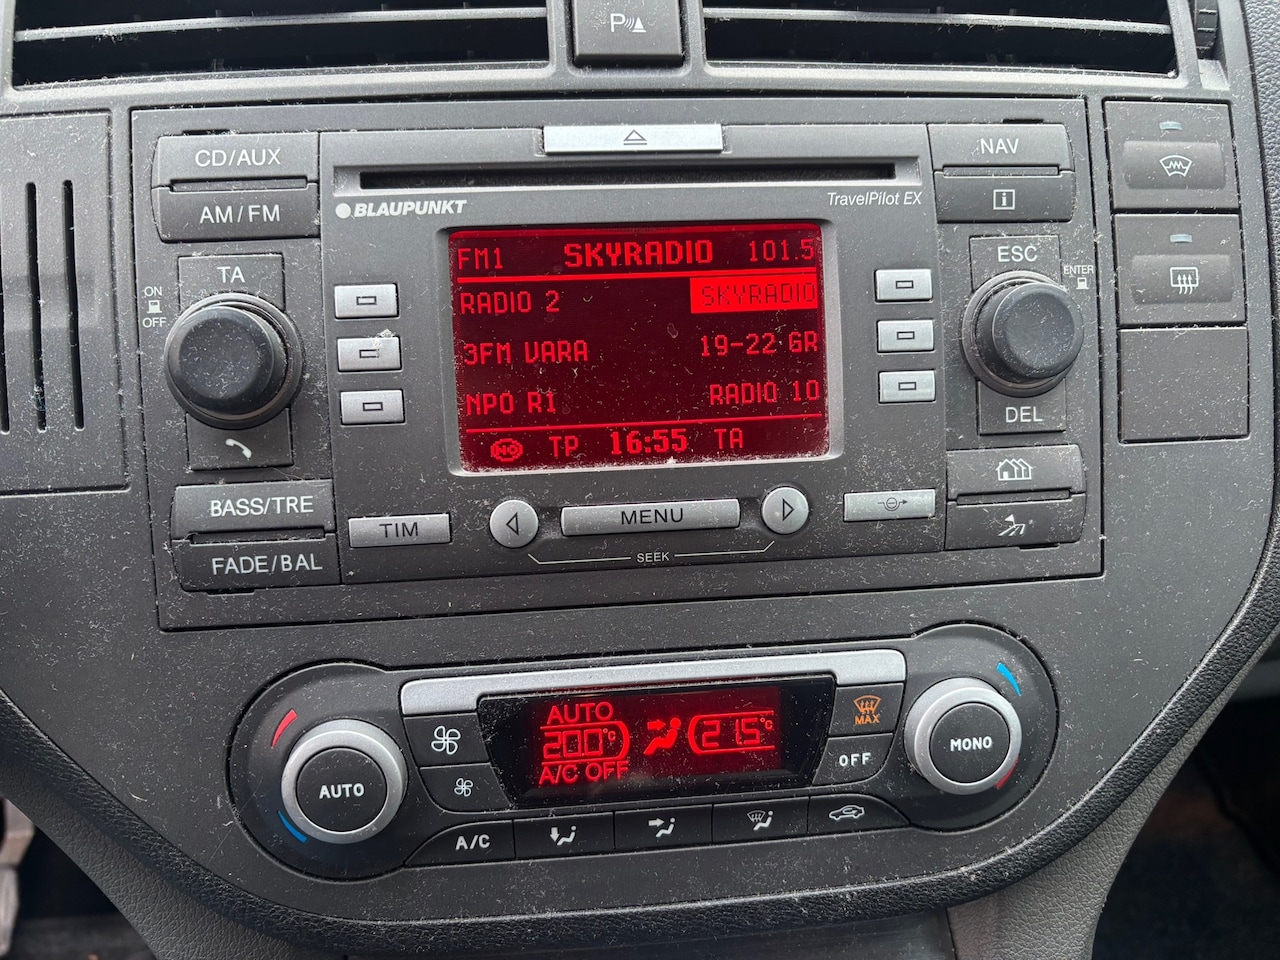 P
CD/AUX
NAV
AM/FM
BLAUPUNKT
TravelPilot EX
i
TA
ON
OFF
FM1 SKYRADIO 101.5
RADIO 2 SKYRADIO
3FM VARA 19-22 GR
NPO R1 RADIO 10
NO TP 16:55 TA
ESC
ENTER
DEL
BASS/TRE
FADE/BAL
TIM
MENU
SEEK
AUTO
20.0°C 21.5°C
A/C OFF
MAX
OFF
AUTO
MONO
A/C